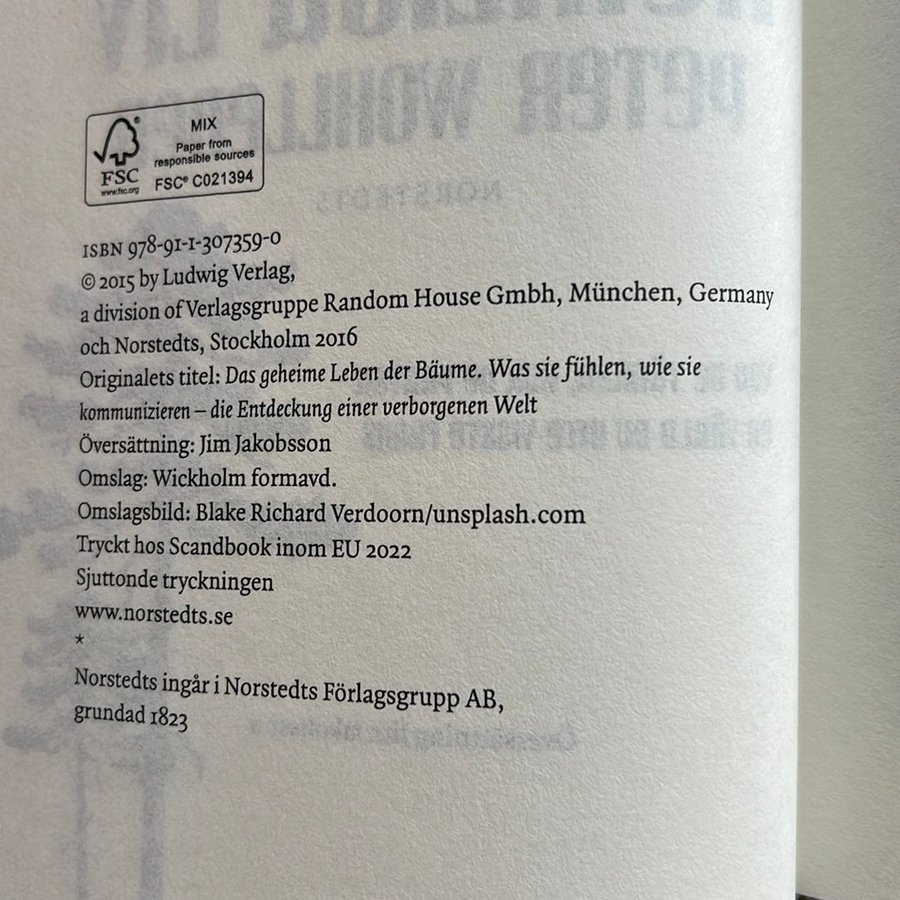 MIX
Paper from
responsible sources
FSC® C021394
FSC
www.fsc.org
ISBN 978-91-1-307359-0
© 2015 by Ludwig Verlag,
a division of Verlagsgruppe Random House Gmbh, München, Germany
och Norstedts, Stockholm 2016
Originalets titel: Das geheime Leben der Bäume. Was sie fühlen, wie sie
kommunizieren – die Entdeckung einer verborgenen Welt
Översättning: Jim Jakobsson
Omslag: Wickholm formavd.
Omslagsbild: Blake Richard Verdoorn/unsplash.com
Tryckt hos Scandbook inom EU 2022
Sjuttonde tryckningen
www.norstedts.se
*
Norstedts ingår i Norstedts Förlagsgrupp AB,
grundad 1823